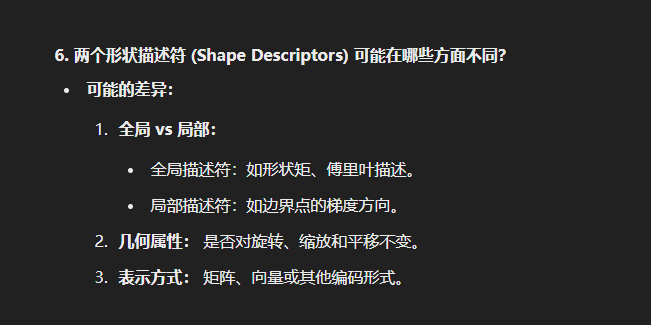 6. 两个形状描述符 (Shape Descriptors) 可能在哪些方面不同？
• 可能的差异：
1. 全局 vs 局部：
• 全局描述符：如形状矩、傅里叶描述。
• 局部描述符：如边界点的梯度方向。
2. 几何属性： 是否对旋转、缩放和平移不变。
3. 表示方式： 矩阵、向量或其他编码形式。